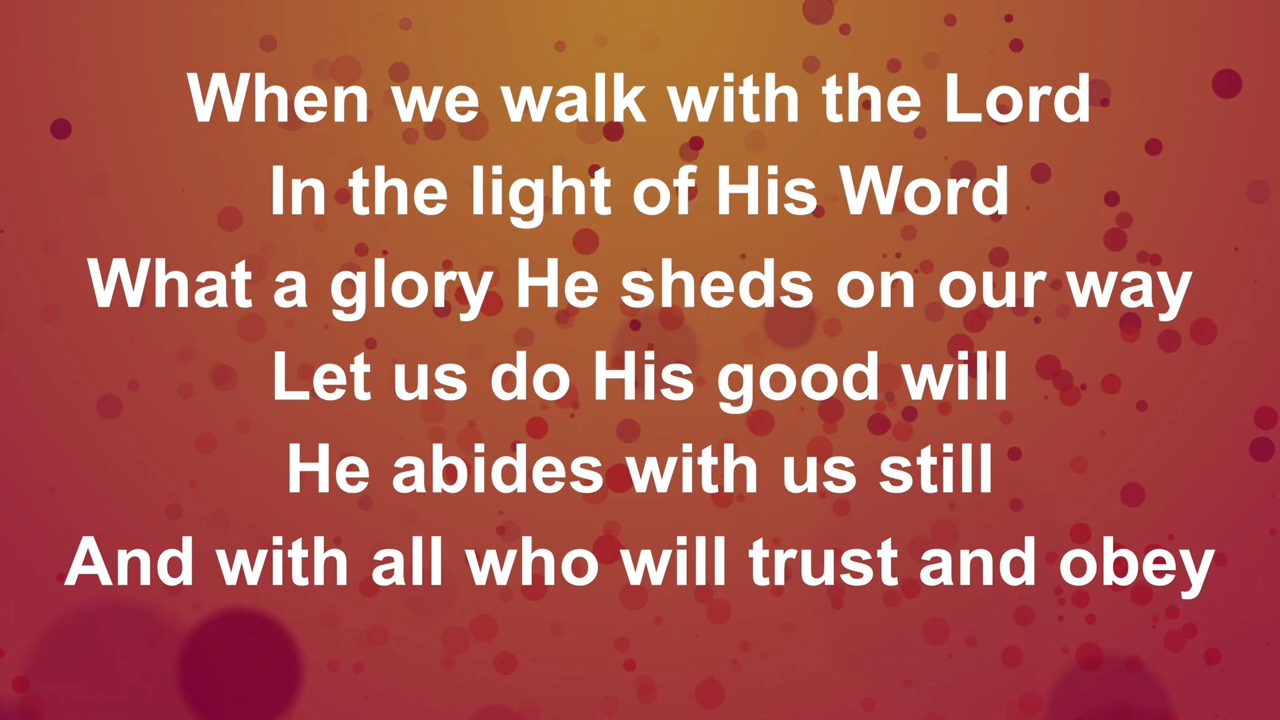 When we walk with the Lord
In the light of His Word
What a glory He sheds on our way
Let us do His good will
He abides with us still
And with all who will trust and obey